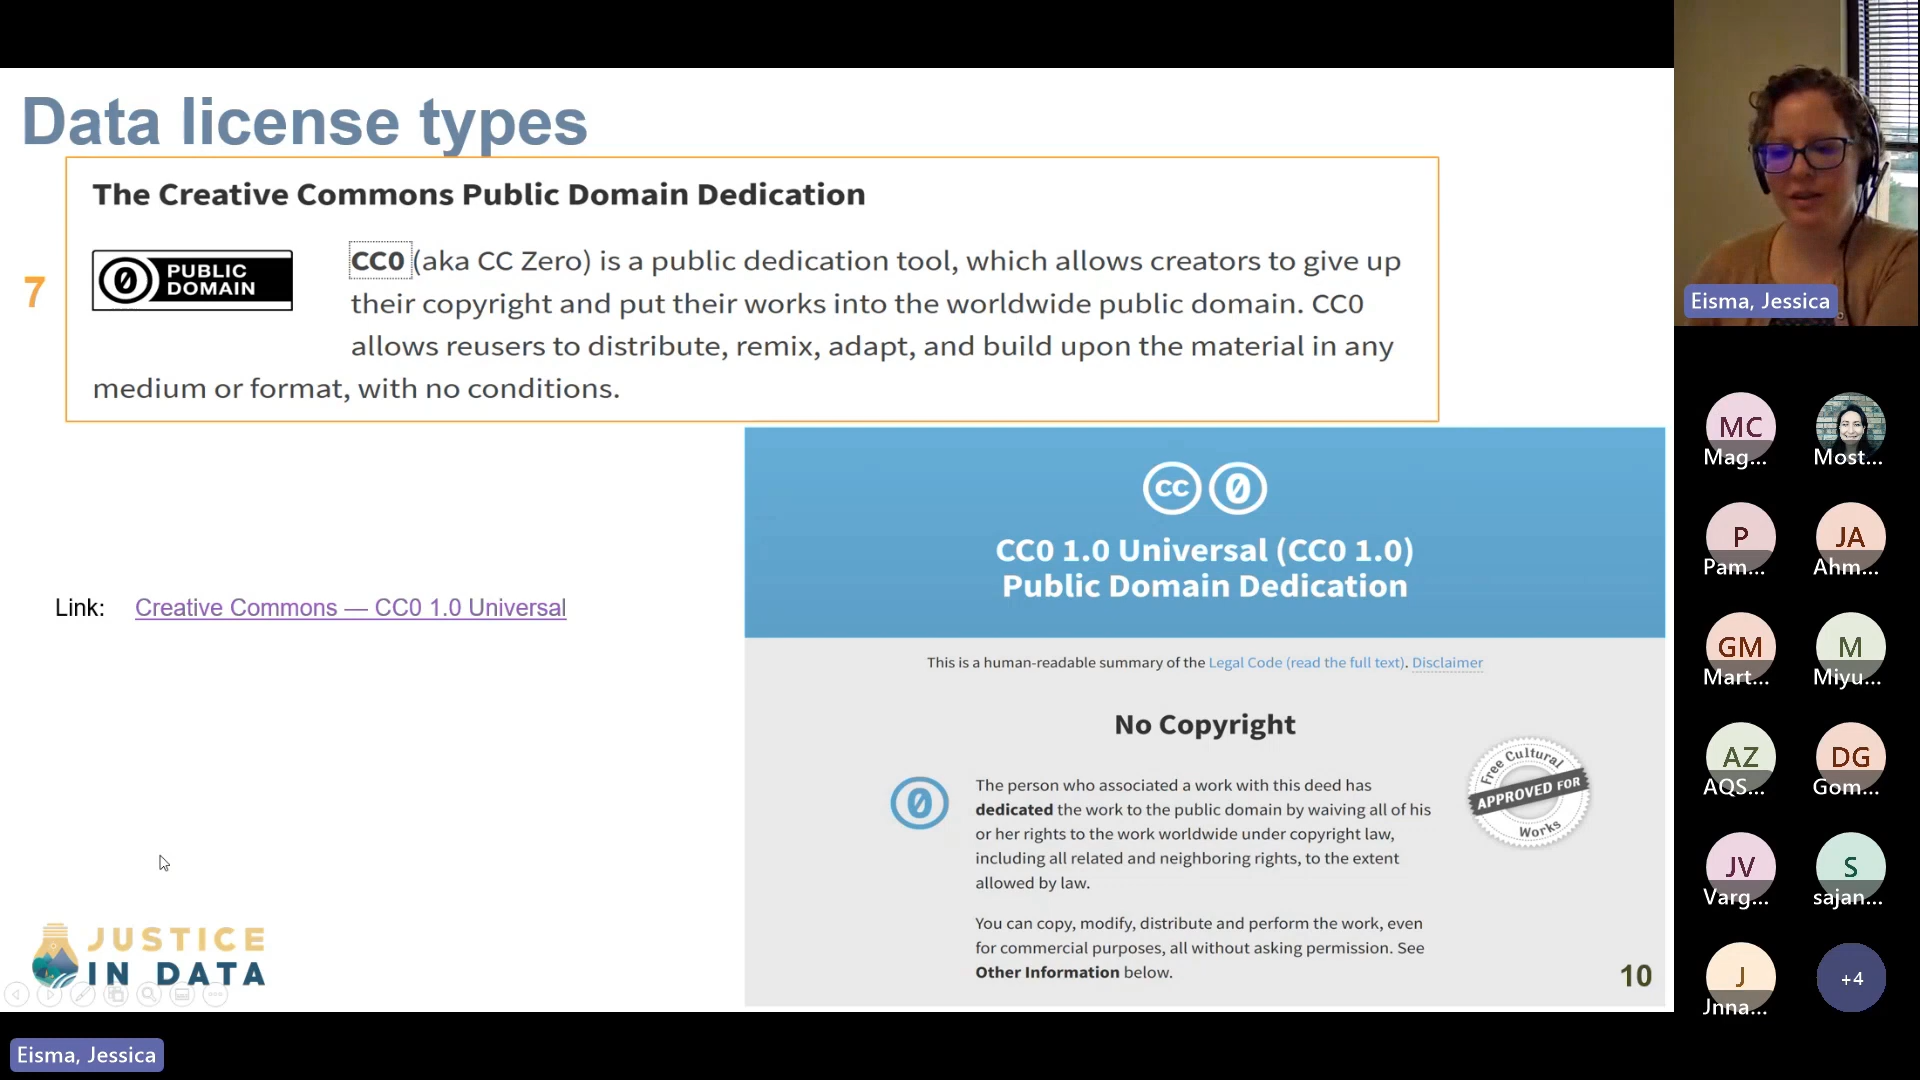 Data license types
The Creative Commons Public Domain Dedication
7
PUBLIC
DOMAIN
CC0 (aka CC Zero) is a public dedication tool, which allows creators to give up
their copyright and put their works into the worldwide public domain. CC0
allows reusers to distribute, remix, adapt, and build upon the material in any
medium or format, with no conditions.
Link: Creative Commons — CC0 1.0 Universal
cc 0
CC0 1.0 Universal (CC0 1.0)
Public Domain Dedication
This is a human-readable summary of the Legal Code (read the full text). Disclaimer
No Copyright
The person who associated a work with this deed has
dedicated the work to the public domain by waiving all of his
or her rights to the work worldwide under copyright law,
including all related and neighboring rights, to the extent
allowed by law.
You can copy, modify, distribute and perform the work, even
for commercial purposes, all without asking permission. See
Other Information below.
Free Cultural
APPROVED FOR
Works
10
JUSTICE
IN DATA
Eisma, Jessica
Eisma, Jessica
MC
Mag...
Most...
P
Pam...
JA
Ahm...
GM
Mart...
M
Miyu...
AZ
AQS...
DG
Gom...
JV
Varg...
S
sajan...
J
Jnna...
+4